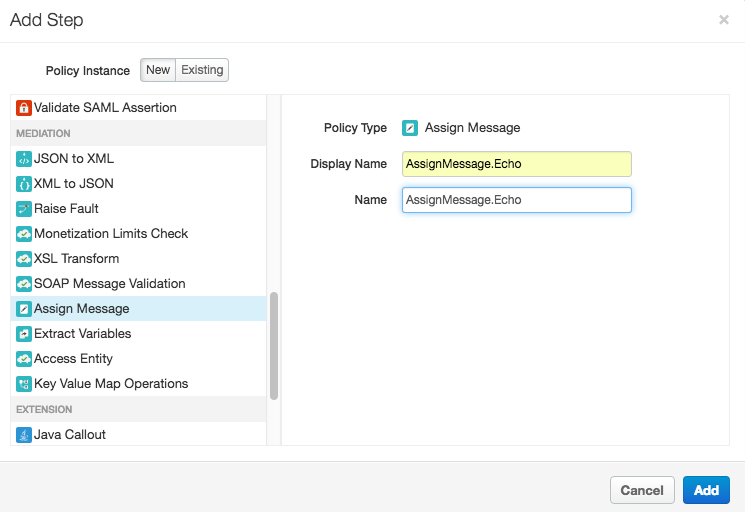 Add Step
×
Policy Instance New Existing
Validate SAML Assertion
MEDIATION
JSON to XML
XML to JSON
Raise Fault
Monetization Limits Check
XSL Transform
SOAP Message Validation
Assign Message
Extract Variables
Access Entity
Key Value Map Operations
EXTENSION
Java Callout
Policy Type Assign Message
Display Name AssignMessage.Echo
Name AssignMessage.Echo
Cancel Add